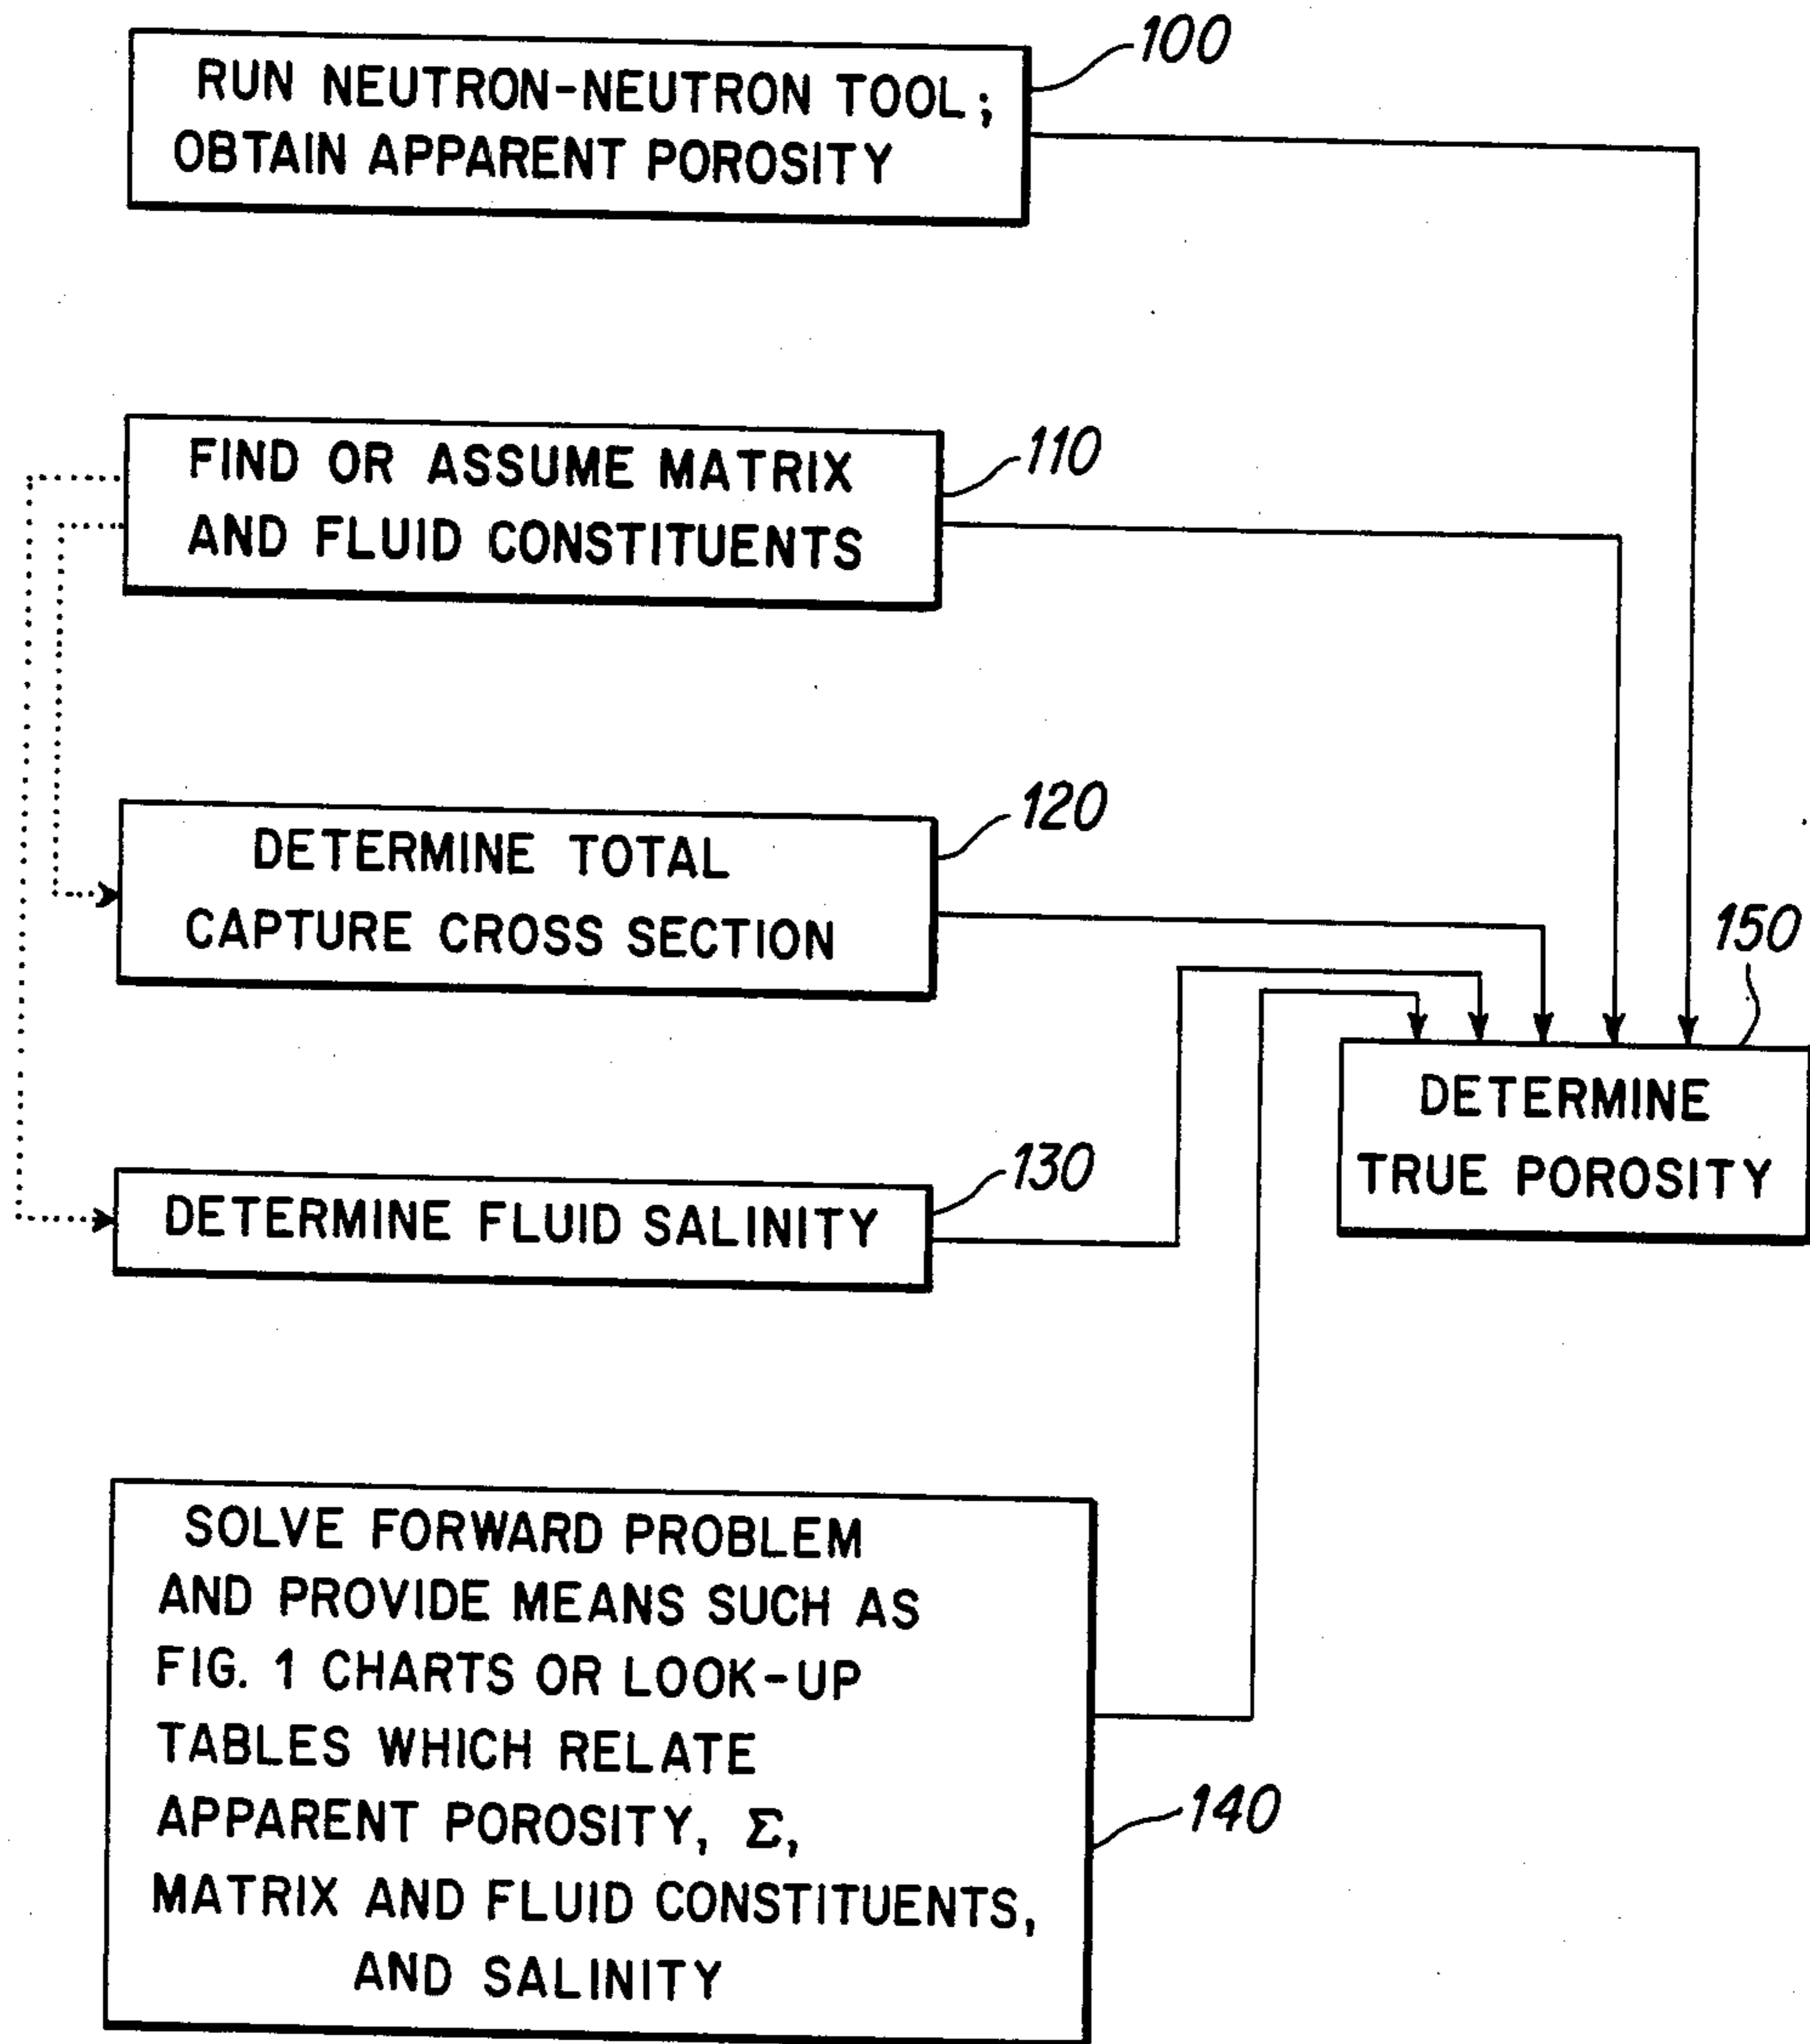 100
RUN NEUTRON-NEUTRON TOOL;
OBTAIN APPARENT POROSITY
110
FIND OR ASSUME MATRIX
AND FLUID CONSTITUENTS
120
DETERMINE TOTAL
CAPTURE CROSS SECTION
150
DETERMINE
TRUE POROSITY
130
DETERMINE FLUID SALINITY
SOLVE FORWARD PROBLEM
AND PROVIDE MEANS SUCH AS
FIG. 1 CHARTS OR LOOK-UP
TABLES WHICH RELATE
APPARENT POROSITY, Σ,
MATRIX AND FLUID CONSTITUENTS,
AND SALINITY
140